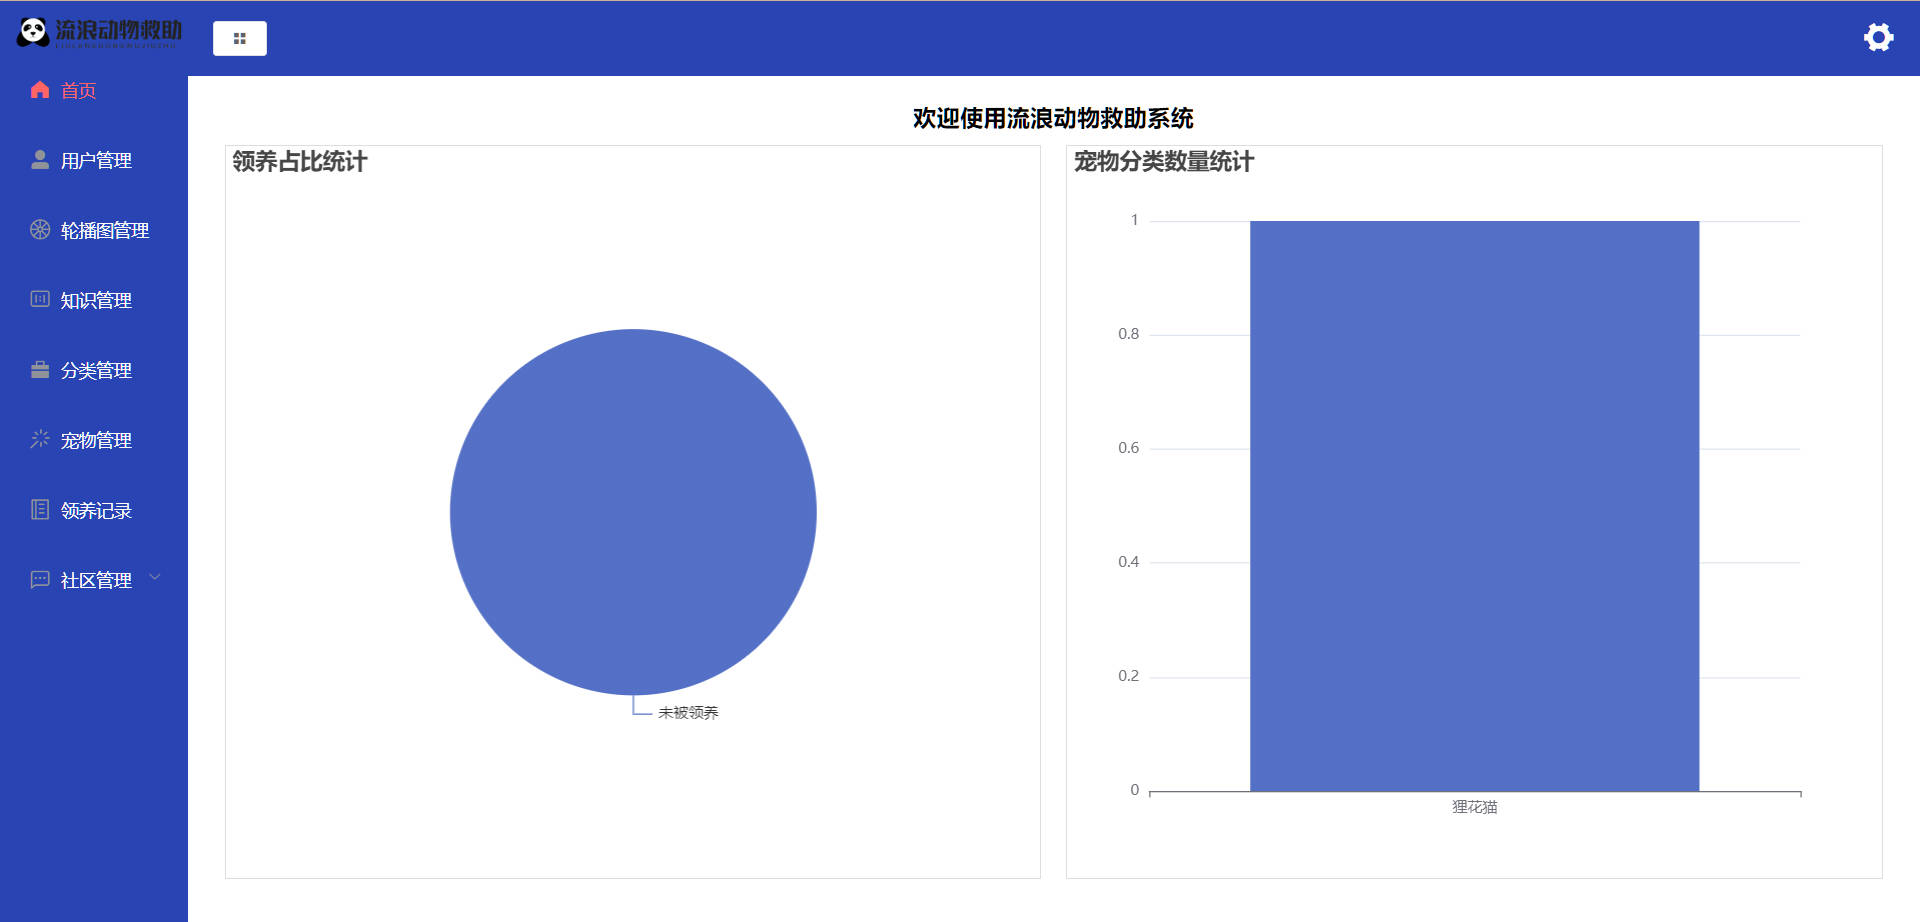 流浪动物救助
首页
用户管理
轮播图管理
知识管理
分类管理
宠物管理
领养记录
社区管理
欢迎使用流浪动物救助系统
领养占比统计
未被领养
宠物分类数量统计
1
0.8
0.6
0.4
0.2
0
狸花猫